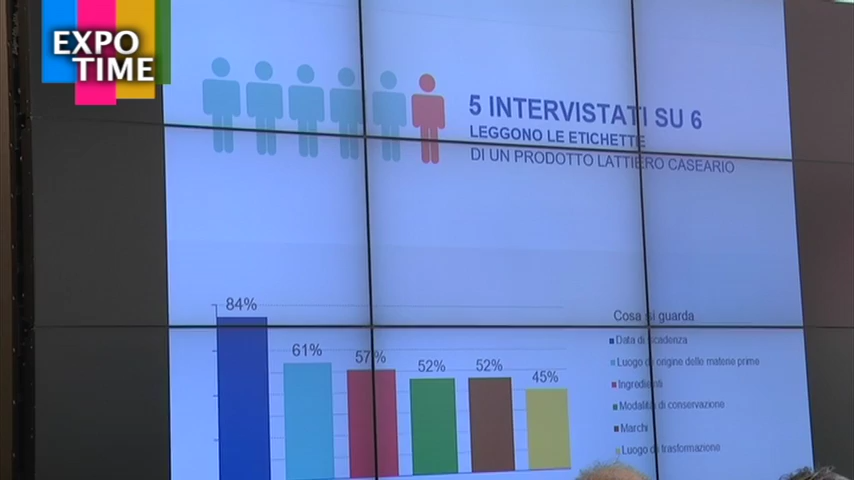 EXPO
TIME
5 INTERVISTATI SU 6
LEGGONO LE ETICHETTE
DI UN PRODOTTO LATTIERO CASEARIO
84%
61%
57%
52%
52%
45%
Cosa si guarda
Data di scadenza
Luogo di origine delle materie prime
Ingredienti
Modalità di conservazione
Marchi
Luogo di trasformazione